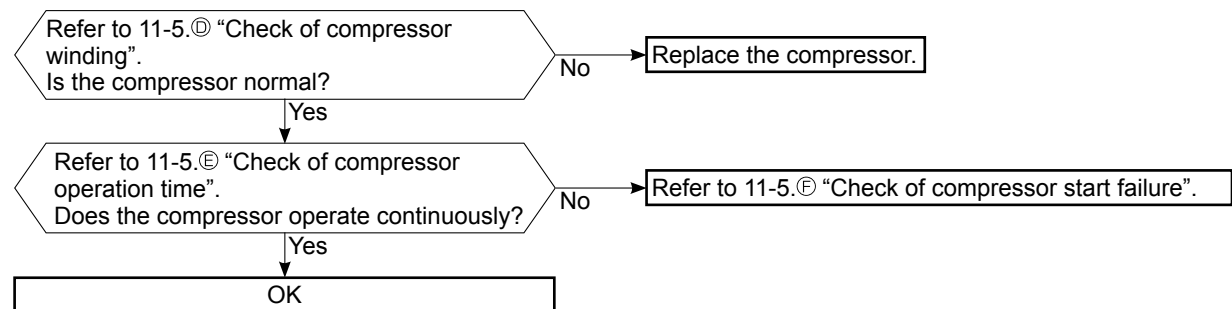 Refer to 11-5.Ⓓ “Check of compressor
winding”.
Is the compressor normal?
No
Replace the compressor.
Yes
Refer to 11-5.Ⓔ “Check of compressor
operation time”.
Does the compressor operate continuously?
No
Refer to 11-5.Ⓕ “Check of compressor start failure”.
Yes
OK